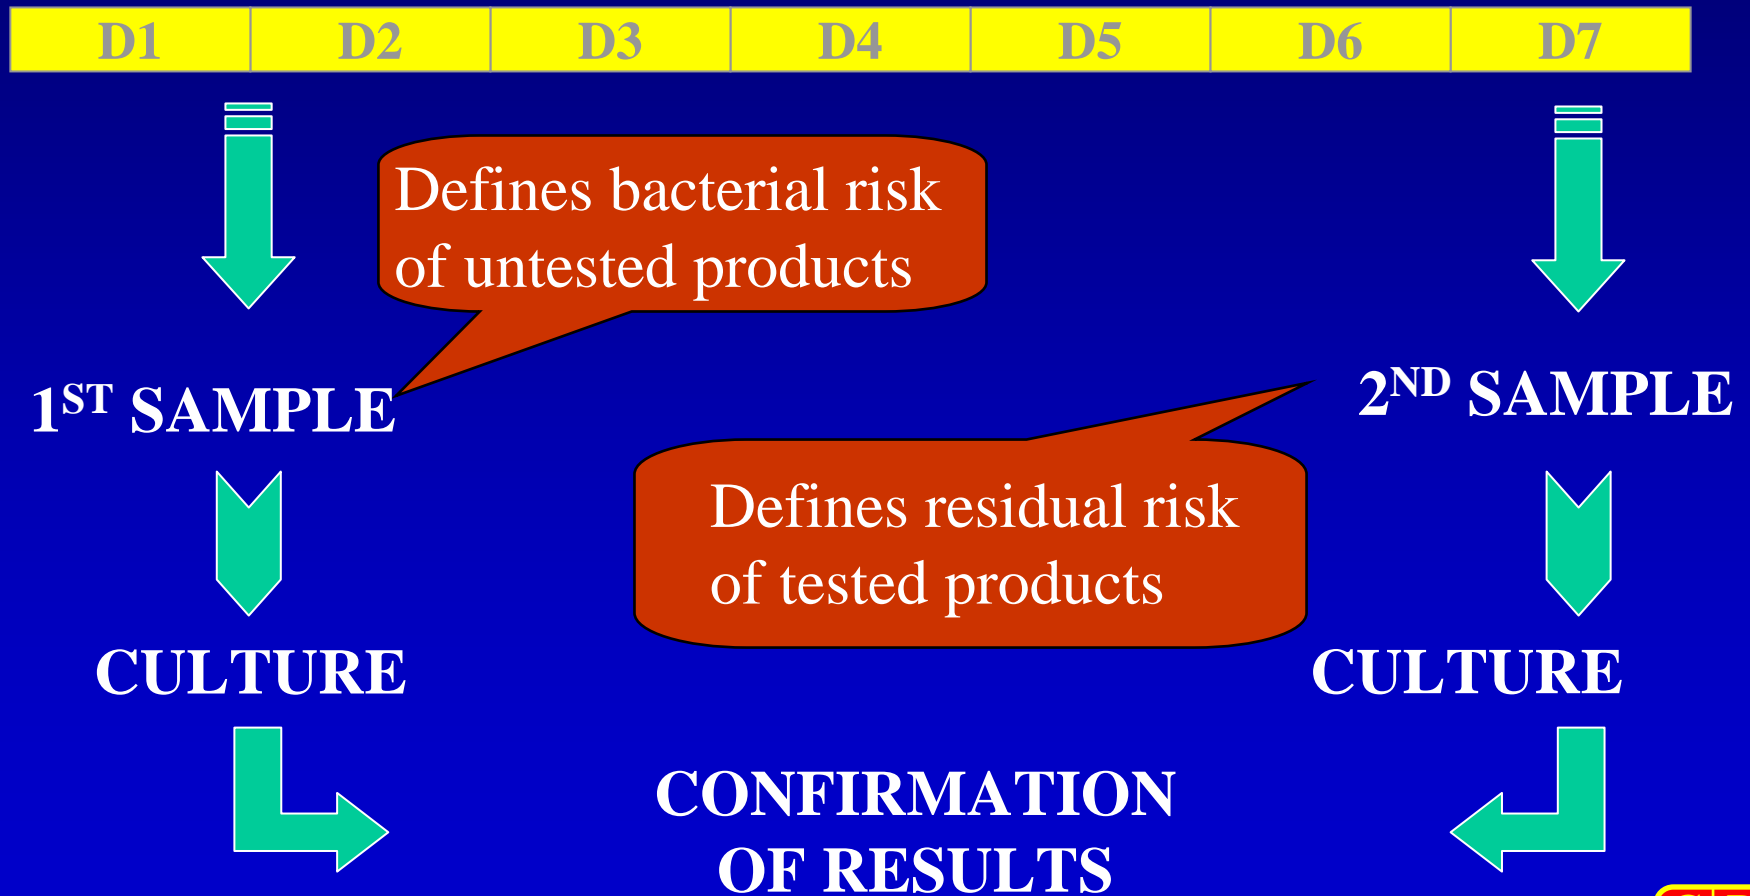 D1 D2 D3 D4 D5 D6 D7
Defines bacterial risk
of untested products
1ST SAMPLE
2ND SAMPLE
Defines residual risk
of tested products
CULTURE
CULTURE
CONFIRMATION
OF RESULTS